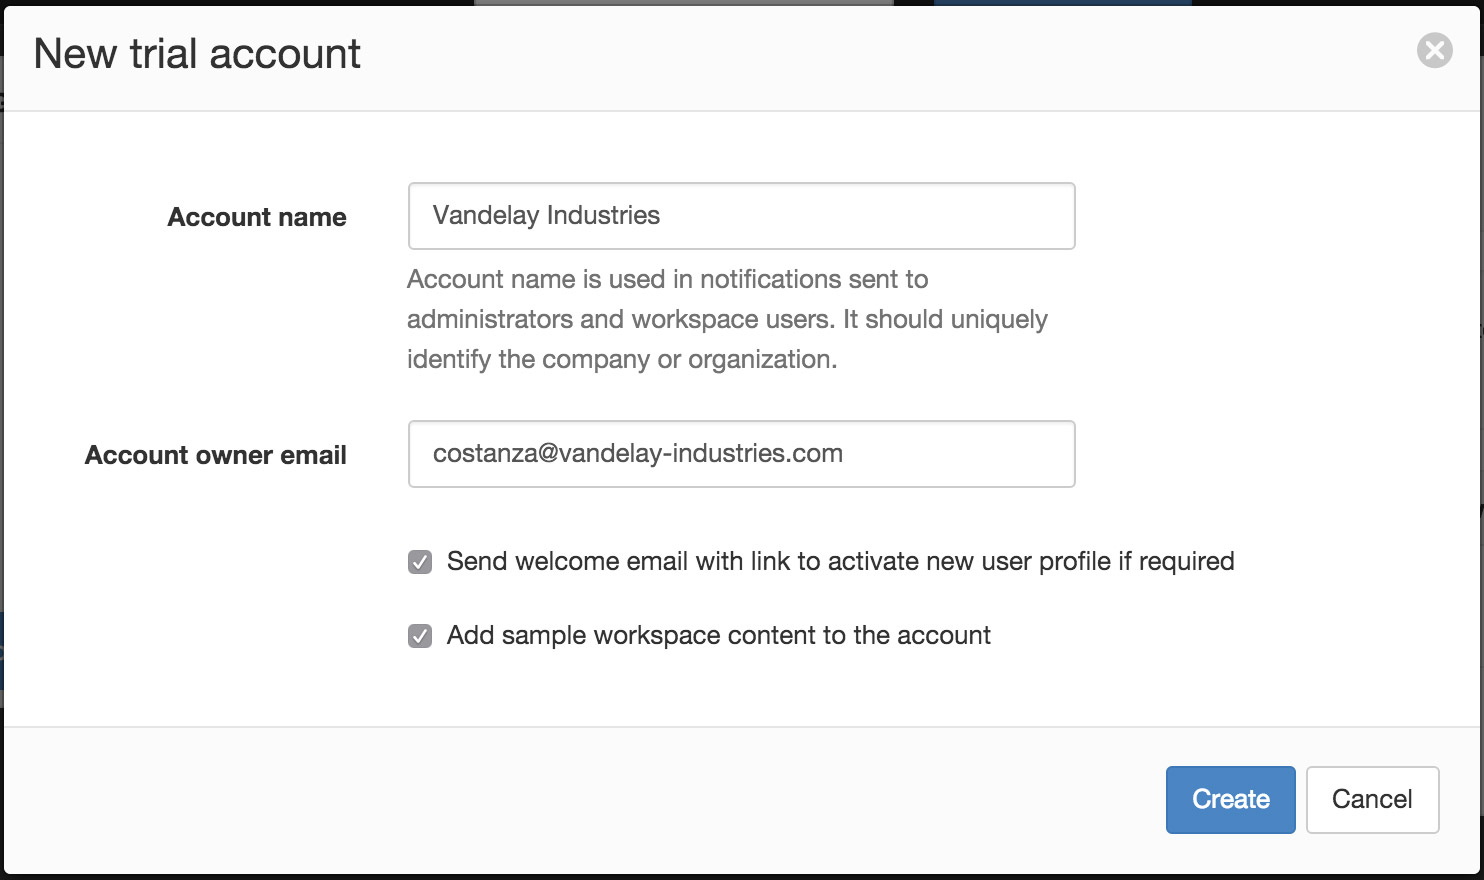 New trial account
Account name
Vandelay Industries
Account name is used in notifications sent to
administrators and workspace users. It should uniquely
identify the company or organization.
Account owner email
costanza@vandelay-industries.com
Send welcome email with link to activate new user profile if required
Add sample workspace content to the account
Create
Cancel